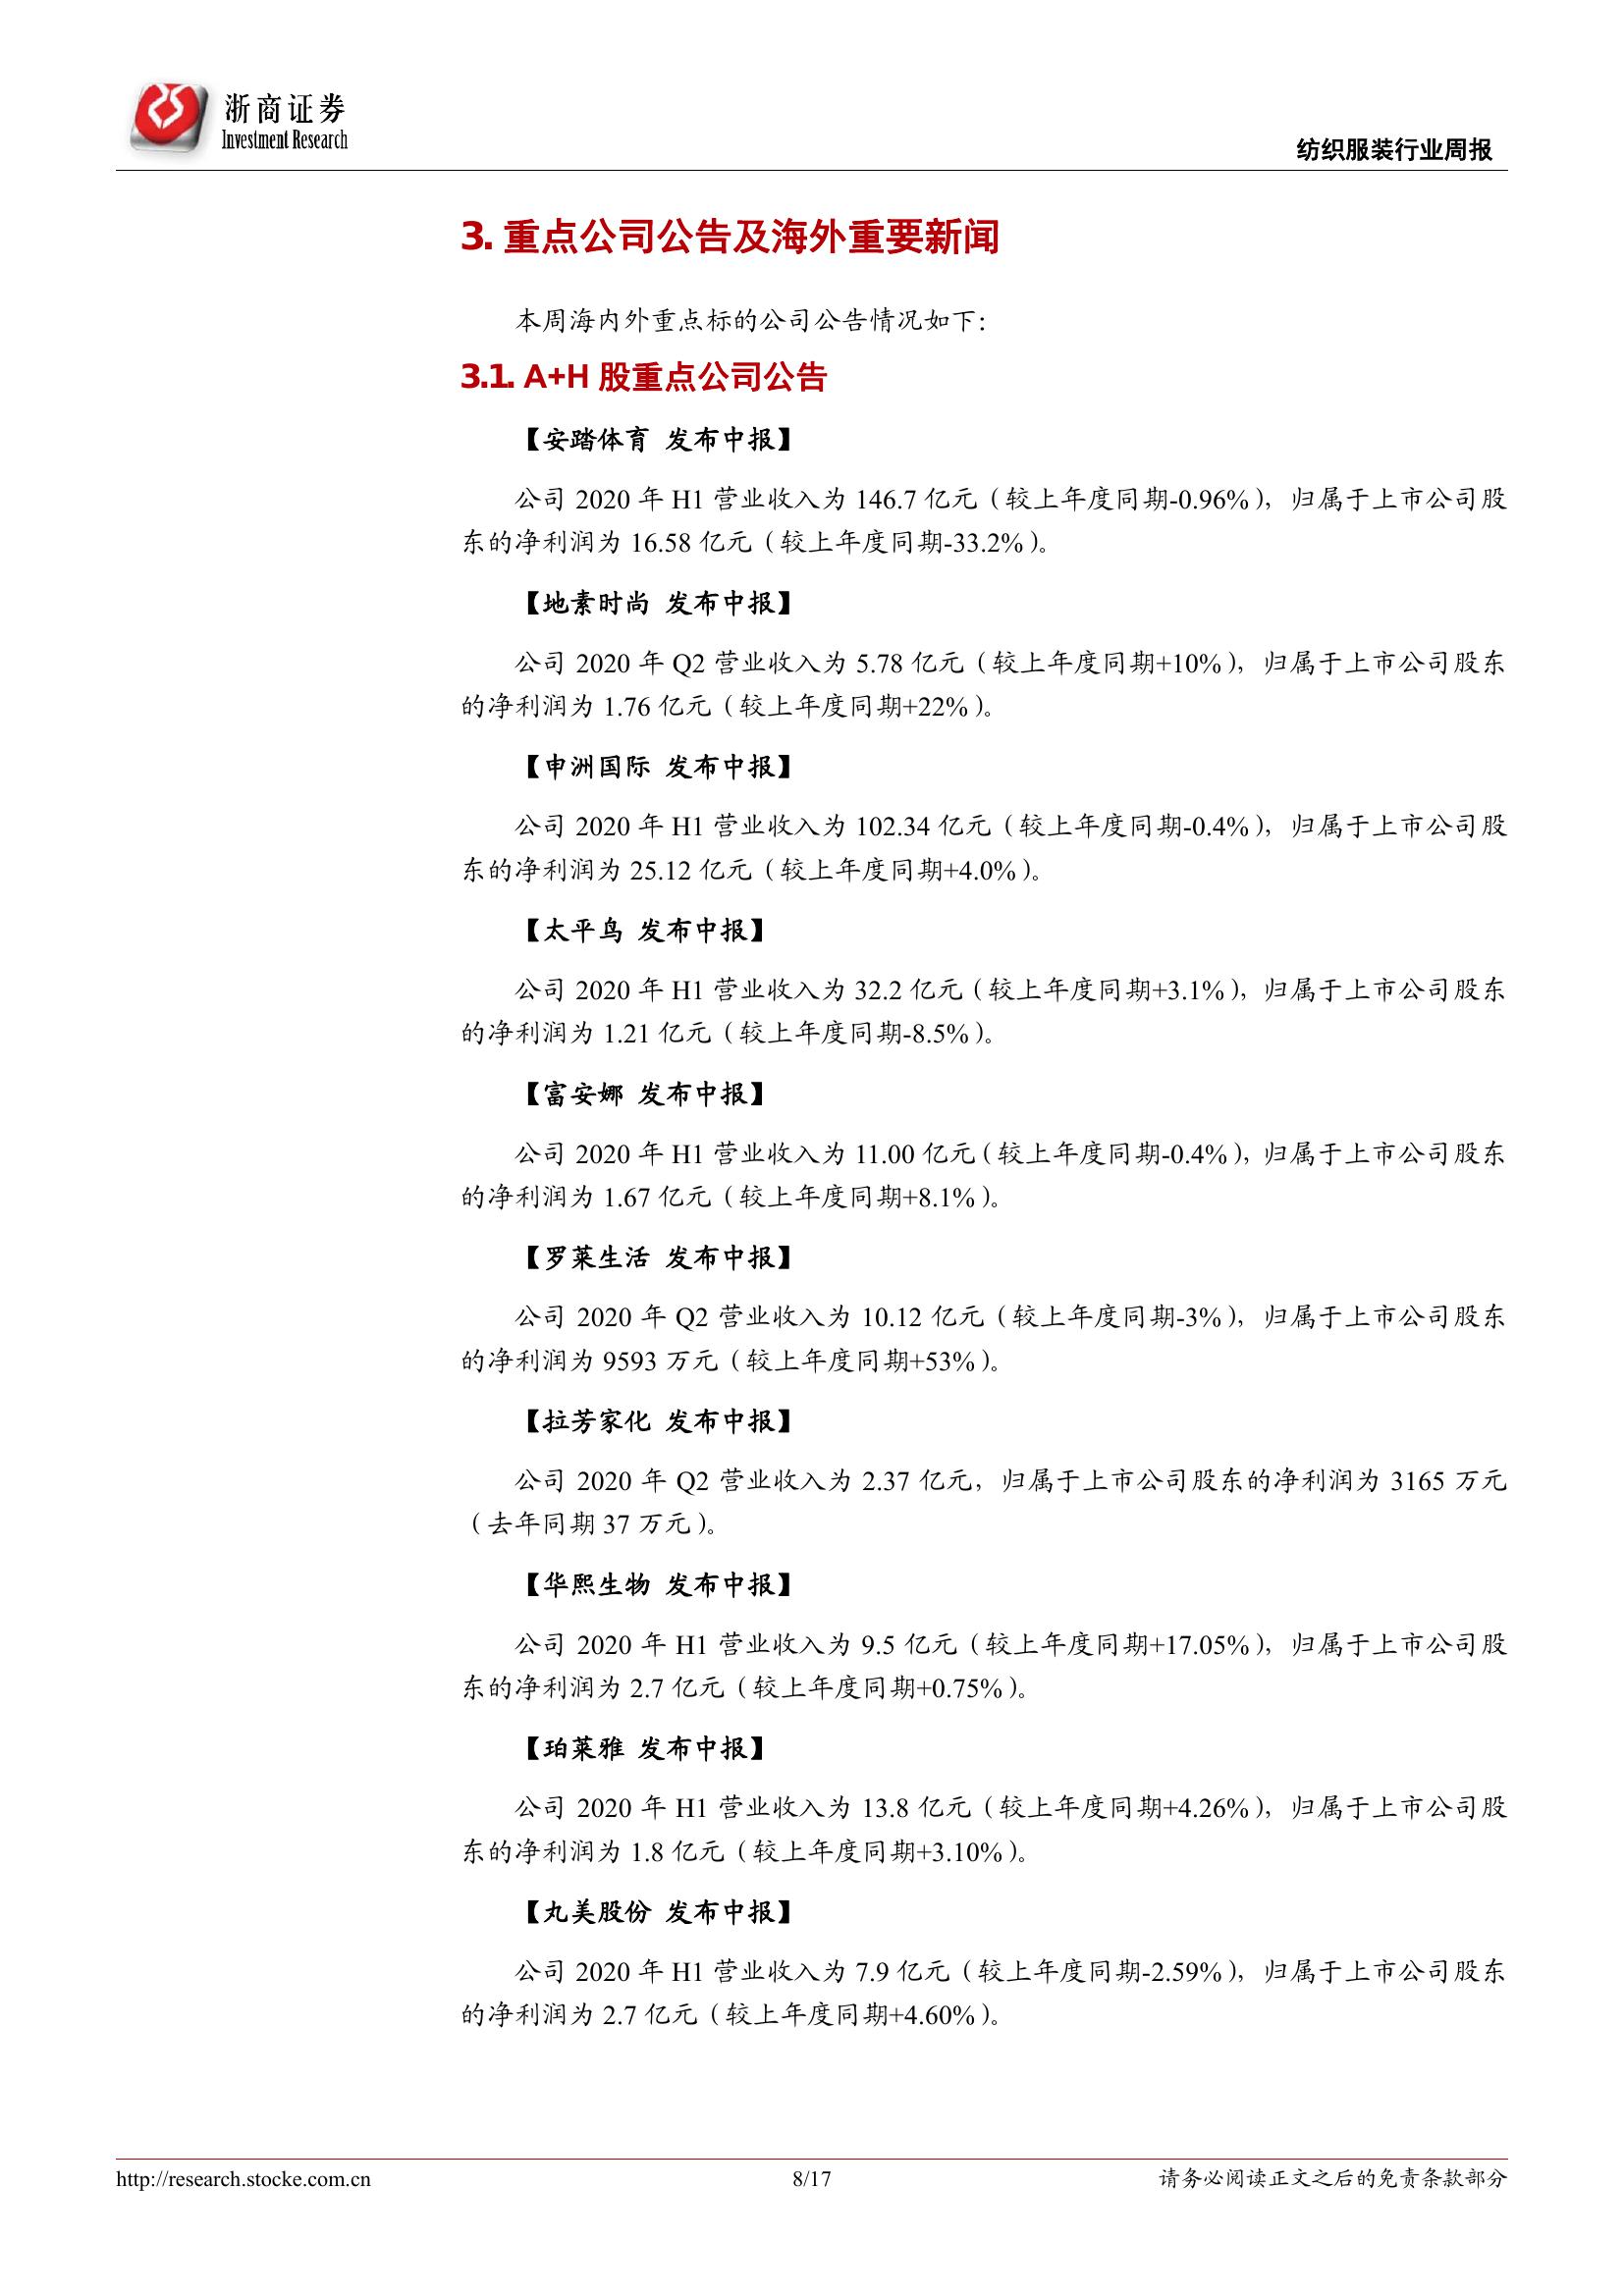 浙商证券
Investment Research
纺织服装行业周报
3. 重点公司公告及海外重要新闻
本周海内外重点标的公司公告情况如下：
3.1. A+H 股重点公司公告
【安踏体育 发布中报】
公司 2020 年 H1 营业收入为 146.7 亿元（较上年度同期-0.96%），归属于上市公司股
东的净利润为 16.58 亿元（较上年度同期-33.2%）。
【地素时尚 发布中报】
公司 2020 年 Q2 营业收入为 5.78 亿元（较上年度同期+10%），归属于上市公司股东
的净利润为 1.76 亿元（较上年度同期+22%）。
【申洲国际 发布中报】
公司 2020 年 H1 营业收入为 102.34 亿元（较上年度同期-0.4%），归属于上市公司股
东的净利润为 25.12 亿元（较上年度同期+4.0%）。
【太平鸟 发布中报】
公司 2020 年 H1 营业收入为 32.2 亿元（较上年度同期+3.1%），归属于上市公司股东
的净利润为 1.21 亿元（较上年度同期-8.5%）。
【富安娜 发布中报】
公司 2020 年 H1 营业收入为 11.00 亿元（较上年度同期-0.4%），归属于上市公司股东
的净利润为 1.67 亿元（较上年度同期+8.1%）。
【罗莱生活 发布中报】
公司 2020 年 Q2 营业收入为 10.12 亿元（较上年度同期-3%），归属于上市公司股东
的净利润为 9593 万元（较上年度同期+53%）。
【拉芳家化 发布中报】
公司 2020 年 Q2 营业收入为 2.37 亿元，归属于上市公司股东的净利润为 3165 万元
（去年同期 37 万元）。
【华熙生物 发布中报】
公司 2020 年 H1 营业收入为 9.5 亿元（较上年度同期+17.05%），归属于上市公司股
东的净利润为 2.7 亿元（较上年度同期+0.75%）。
【珀莱雅 发布中报】
公司 2020 年 H1 营业收入为 13.8 亿元（较上年度同期+4.26%），归属于上市公司股
东的净利润为 1.8 亿元（较上年度同期+3.10%）。
【丸美股份 发布中报】
公司 2020 年 H1 营业收入为 7.9 亿元（较上年度同期-2.59%），归属于上市公司股东
的净利润为 2.7 亿元（较上年度同期+4.60%）。
http://research.stocke.com.cn
8/17
请务必阅读正文之后的免责条款部分